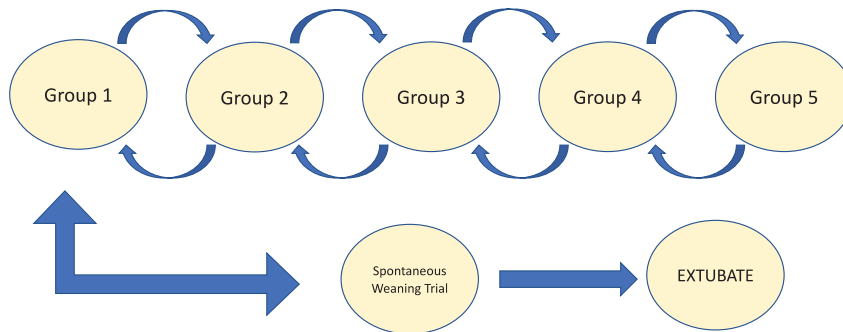 Group 1
Group 2
Group 3
Group 4
Group 5
Spontaneous
Weaning Trial
EXTUBATE